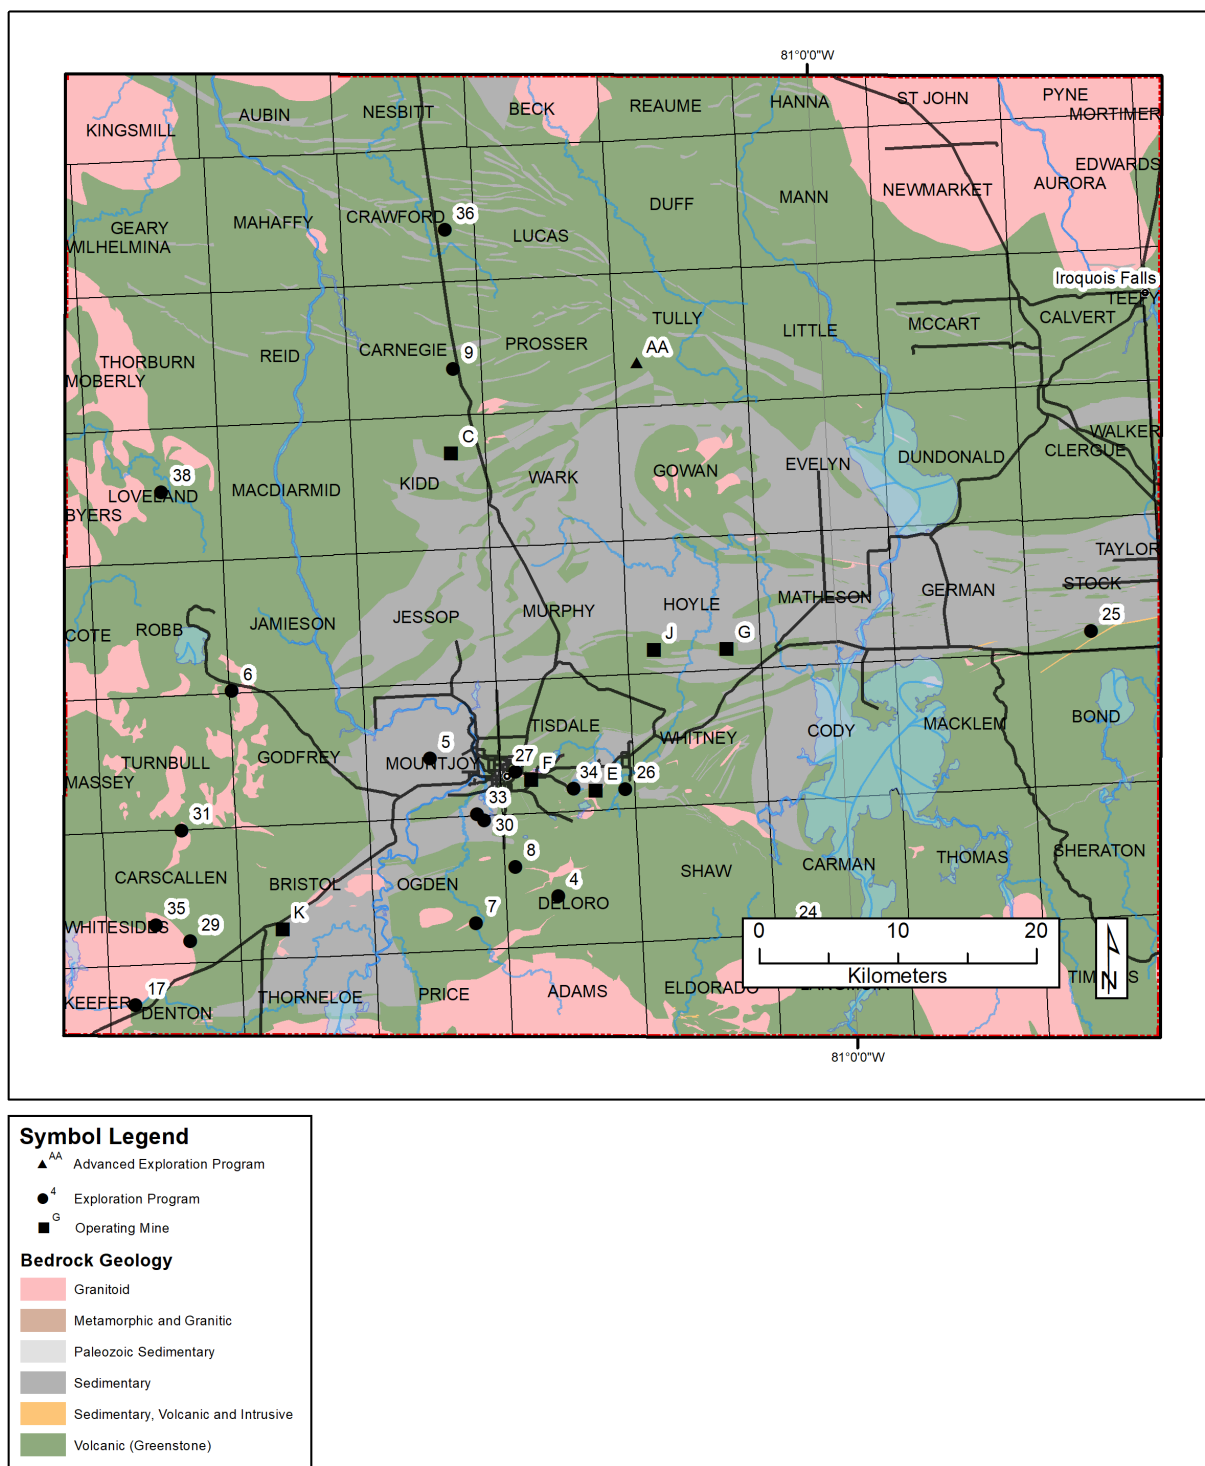 81°0'0"W
KINGSMILL
AUBIN
NESBITT
BECK
REAUME
HANNA
ST JOHN
PYNE
MORTIMER
EDWARDS
GEARY
WILHELMINA
MAHAFFY
CRAWFORD
36
LUCAS
DUFF
MANN
NEWMARKET
AURORA
Iroquois Falls
TEEFY
THORBURN
MOBERLY
REID
CARNEGIE
9
PROSSER
TULLY
AA
LITTLE
MCCART
CALVERT
C
38
LOVELAND
BYERS
MACDIARMID
KIDD
WARK
GOWAN
EVELYN
DUNDONALD
WALKER
CLERGUE
TAYLOR
STOCK
25
COTE
ROBB
JAMIESON
JESSOP
MURPHY
HOYLE
MATHESON
GERMAN
J
G
6
TISDALE
WHITNEY
CODY
MACKLEM
BOND
MASSEY
TURNBULL
GODFREY
5
MOUNTJOY
27
F
34
E
26
31
33
30
CARSCALLEN
BRISTOL
OGDEN
8
4
DELORO
SHAW
CARMAN
THOMAS
SHERATON
WHITESIDES
35
29
K
7
24
0
10
20
Kilometers
N
KEEFER
17
DENTON
THORNELOE
PRICE
ADAMS
ELDORADO
81°0'0"W
Symbol Legend
AA Advanced Exploration Program
4 Exploration Program
G Operating Mine
Bedrock Geology
Granitoid
Metamorphic and Granitic
Paleozoic Sedimentary
Sedimentary
Sedimentary, Volcanic and Intrusive
Volcanic (Greenstone)